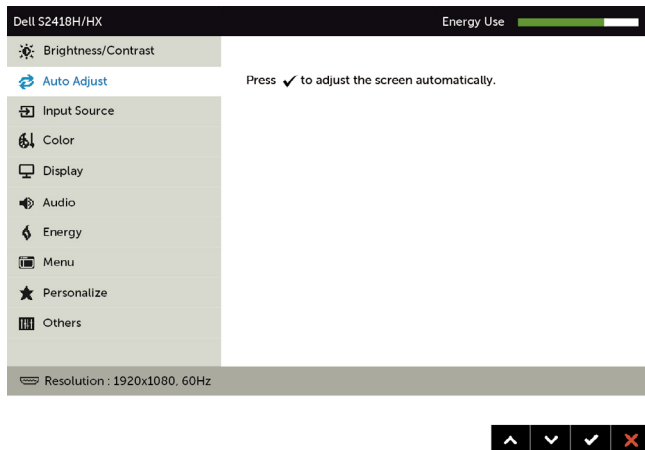 Dell S2418H/HX
Energy Use
Brightness/Contrast
Auto Adjust
Press ✓ to adjust the screen automatically.
Input Source
Color
Display
Audio
Energy
Menu
Personalize
Others
Resolution : 1920x1080, 60Hz